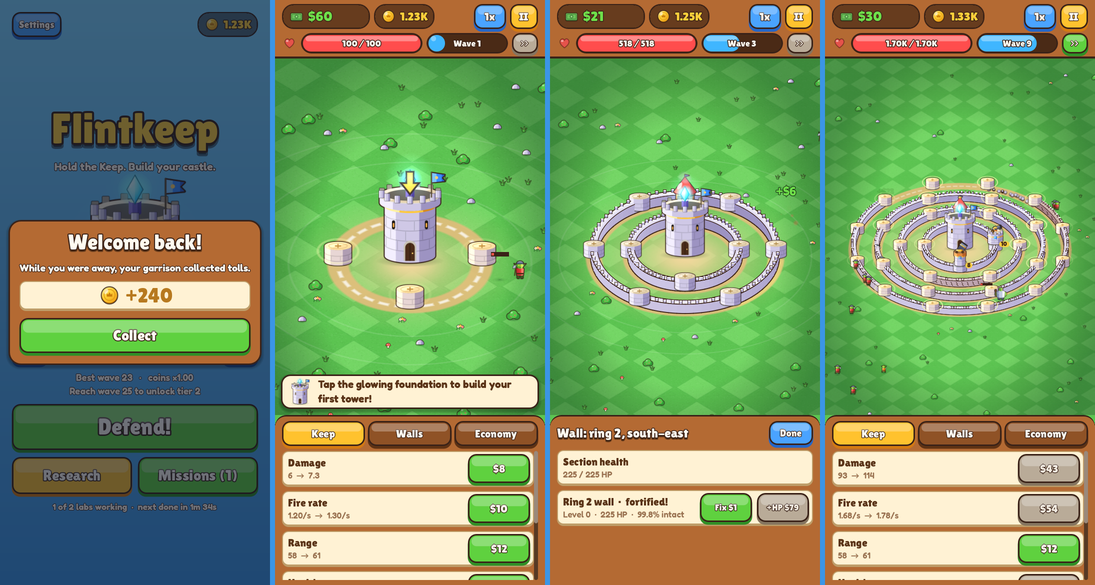 Settings
1.23K
Flintkeep
Hold the Keep. Build your castle.
Welcome back!
While you were away, your garrison collected tolls.
+240
Collect
Best wave 23 · coins ×1.00
Reach wave 25 to unlock tier 2
Defend!
Research
Missions (1)
1 of 2 labs working · next done in 1m 34s
$60
1.23K
1x
II
100 / 100
Wave 1
>>
Tap the glowing foundation to build your
first tower!
Keep
Walls
Economy
Damage
6 → 7.3
$8
Fire rate
1.20/s → 1.30/s
$10
Range
58 → 61
$12
$21
1.25K
1x
II
518 / 518
Wave 3
>>
+$6
Wall: ring 2, south-east
Done
Section health
225 / 225 HP
Ring 2 wall · fortified!
Level 0 · 225 HP · 99.8% intact
Fix $1
+HP $79
$30
1.33K
1x
II
1.70K / 1.70K
Wave 9
>>
Keep
Walls
Economy
Damage
93 → 114
$43
Fire rate
1.68/s → 1.78/s
$54
Range
58 → 61
$12